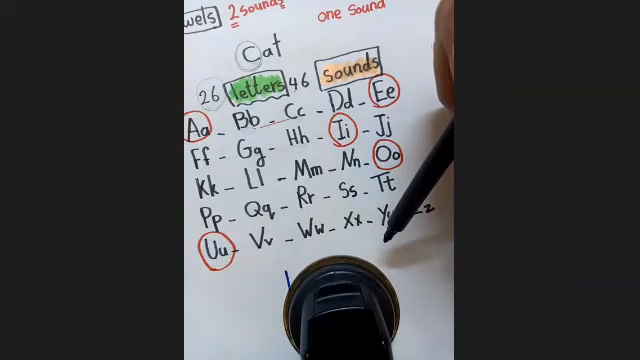 2 sounds one sound
Cat
26 letters 46 sounds
Aa - Bb - Cc - Dd - Ee
Ff - Gg - Hh - Ii - Jj
Kk - Ll - Mm - Nn - Oo
Pp - Qq - Rr - Ss - Tt
Uu - Vv - Ww - Xx -